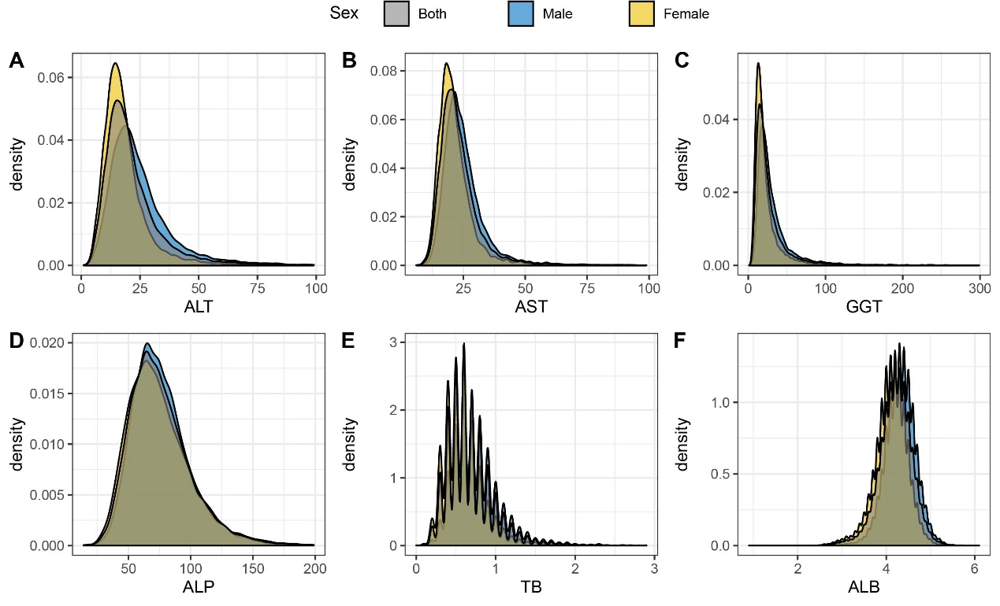 Sex Both Male Female
A B C
0.06
0.04
0.02
0.00
density
0 25 50 75 100
ALT
0.08
0.06
0.04
0.02
0.00
density
25 50 75 100
AST
0.04
0.02
0.00
density
0 100 200 300
GGT
D E F
0.020
0.015
0.010
0.005
0.000
density
50 100 150 200
ALP
3
2
1
0
density
0 1 2 3
TB
1.0
0.5
0.0
density
2 4 6
ALB